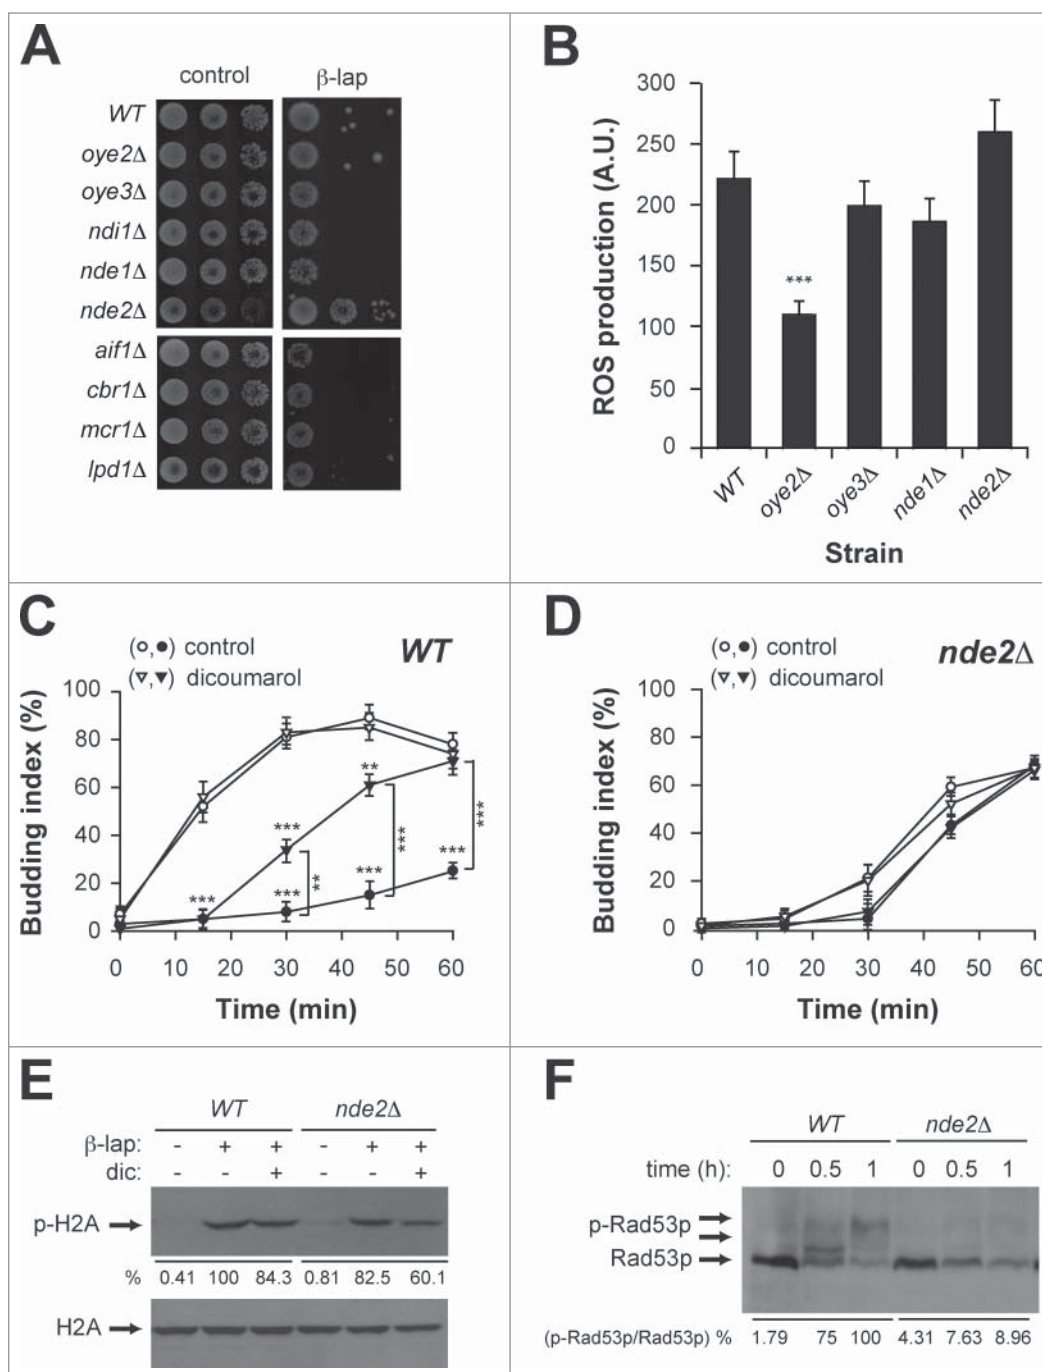 A
control β-lap
WT
oye2Δ
oye3Δ
ndi1Δ
nde1Δ
nde2Δ
aif1Δ
cbr1Δ
mcr1Δ
lpd1Δ
B
ROS production (A.U.)
300
250
200
150
100
50
0
***
WT oye2Δ oye3Δ nde1Δ nde2Δ
Strain
C
(○,●) control
(▽,▼) dicoumarol
WT
Budding index (%)
100
80
60
40
20
0
*** *** *** ** *** ***
** *** ***
0 10 20 30 40 50 60
Time (min)
D
(○,●) control
(▽,▼) dicoumarol
nde2Δ
Budding index (%)
100
80
60
40
20
0
0 10 20 30 40 50 60
Time (min)
E
WT nde2Δ
β-lap: - + + - + +
dic: - - + - - +
p-H2A
% 0.41 100 84.3 0.81 82.5 60.1
H2A
F
WT nde2Δ
time (h): 0 0.5 1 0 0.5 1
p-Rad53p
Rad53p
(p-Rad53p/Rad53p) % 1.79 75 100 4.31 7.63 8.96